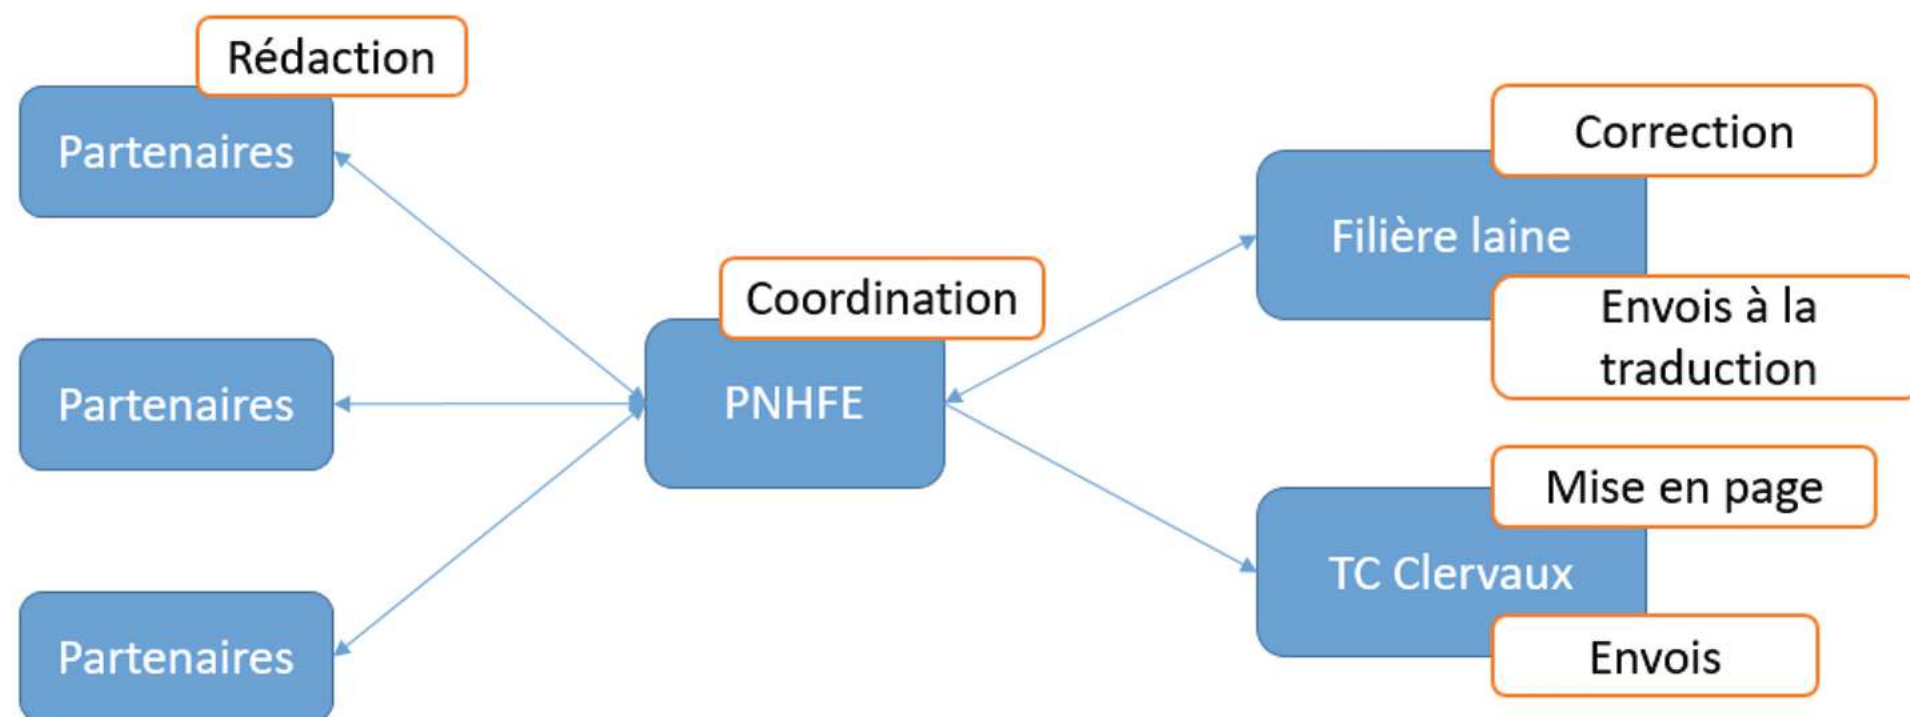 Rédaction
Partenaires
Partenaires
Partenaires
Coordination
PNHFE
Correction
Filière laine
Envois à la
traduction
Mise en page
TC Clervaux
Envois